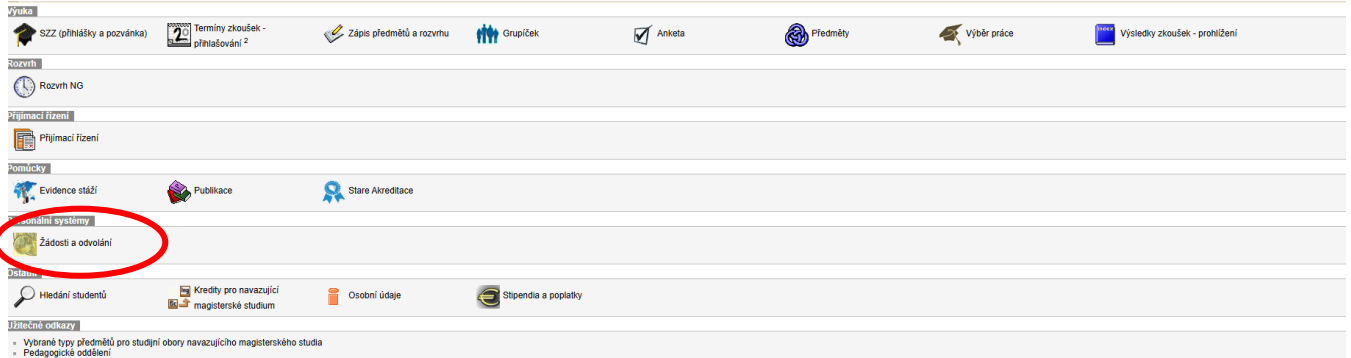 Výuka
SZZ (přihlášky a pozvánka)
Termíny zkoušek -
přihlašování 2
Zápis předmětů a rozvrhu
Grupíček
Anketa
Předměty
Výběr práce
Výsledky zkoušek - prohlížení
Rozvrh
Rozvrh NG
Přijímací řízení
Přijímací řízení
Pomůcky
Evidence stáží
Publikace
Stare Akreditace
systémy
Žádosti a odvolání
Ostatní
Hledání studentů
Kredity pro navazující
magisterské studium
Osobní údaje
Stipendia a poplatky
Užitečné odkazy
Vybrané typy předmětů pro studijní obory navazujícího magisterského studia
Pedagogické oddělení